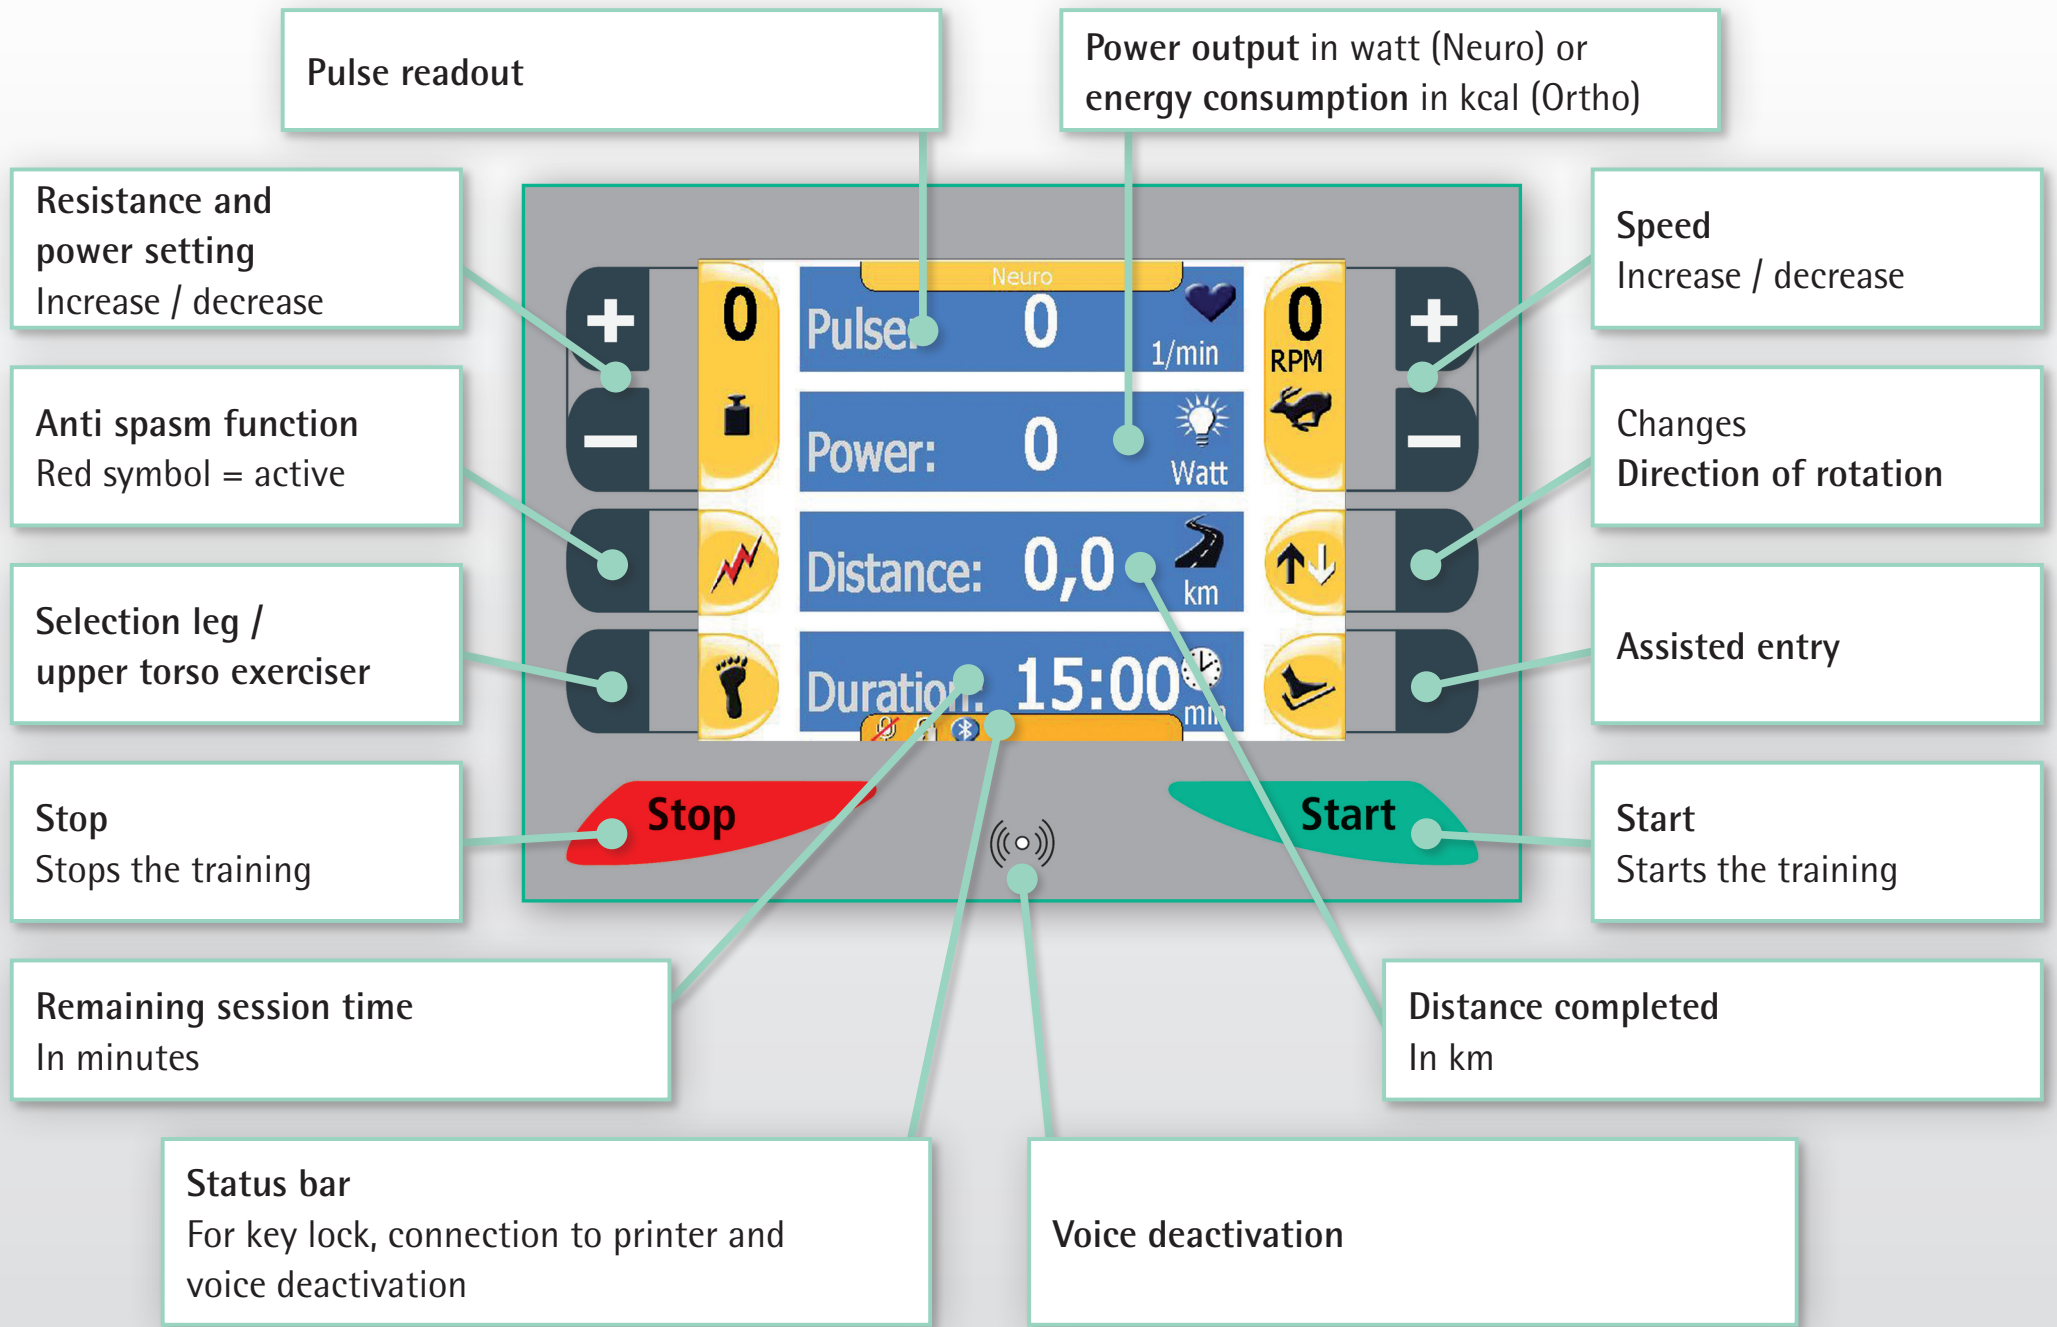 Pulse readout
Power output in watt (Neuro) or
energy consumption in kcal (Ortho)
Resistance and
power setting
Increase / decrease
Anti spasm function
Red symbol = active
Selection leg /
upper torso exerciser
Stop
Stops the training
Remaining session time
In minutes
Status bar
For key lock, connection to printer and
voice deactivation
Neuro
+
0
Pulse:
0
1/min
0
RPM
+
−
Power:
0
Watt
−
Distance:
0,0
km
Duration:
15:00
min
Stop
Start
Speed
Increase / decrease
Changes
Direction of rotation
Assisted entry
Start
Starts the training
Distance completed
In km
Voice deactivation